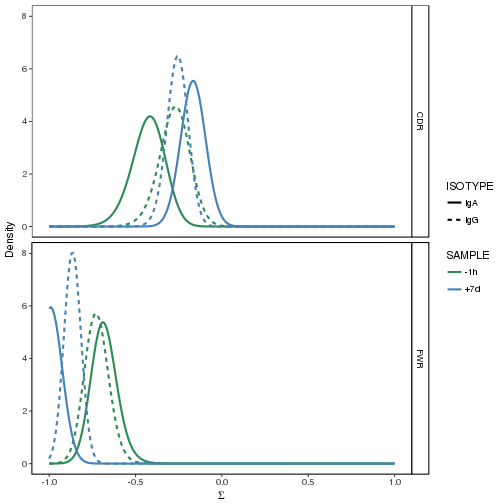 8
6
4
2
0
CDR
8
6
4
2
0
FWR
Density
-1.0
-0.5
0.0
0.5
1.0
Σ
ISOTYPE
IgA
IgG
SAMPLE
-1h
+7d